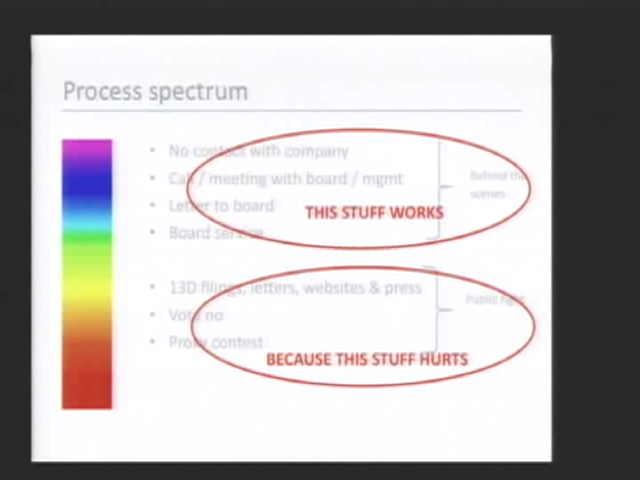 Process spectrum
• No contact with company
• Call / meeting with board / mgmt
• Letter to board
• Board service
Behind the
scenes
THIS STUFF WORKS
• 13D filings, letters, websites & press
• Vote no
• Proxy contest
Public fight
BECAUSE THIS STUFF HURTS